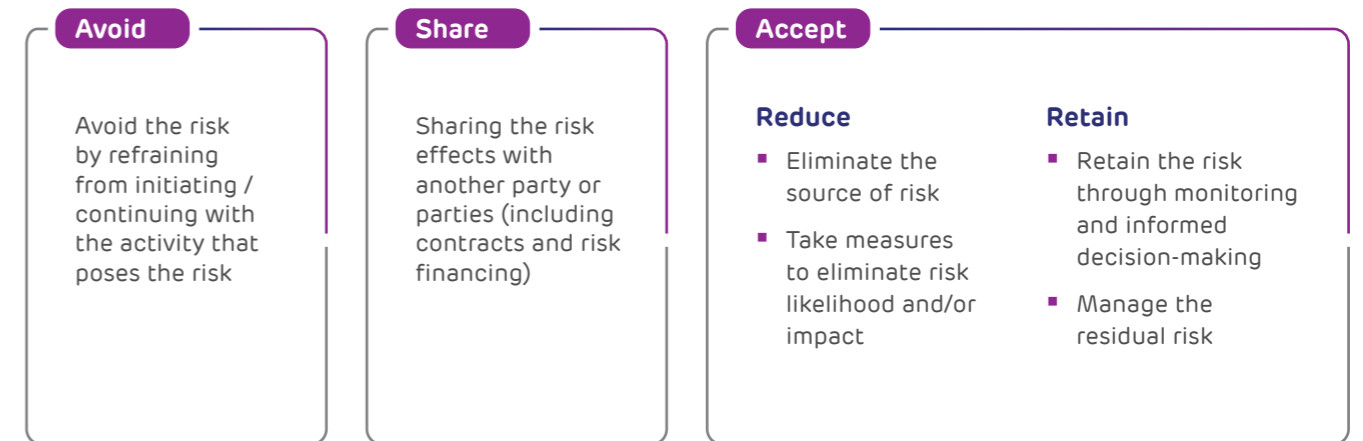 Avoid
Avoid the risk
by refraining
from initiating /
continuing with
the activity that
poses the risk
Share
Sharing the risk
effects with
another party or
parties (including
contracts and risk
financing)
Accept
Reduce
▪ Eliminate the
source of risk
▪ Take measures
to eliminate risk
likelihood and/or
impact
Retain
▪ Retain the risk
through monitoring
and informed
decision-making
▪ Manage the
residual risk